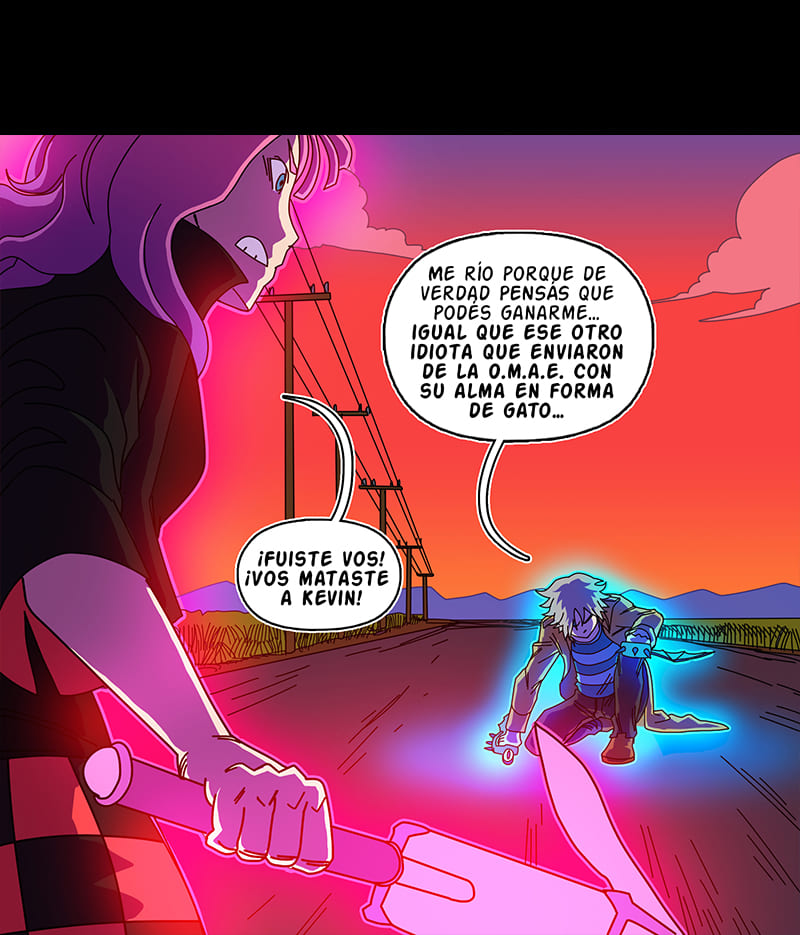 ME RÍO PORQUE DE
VERDAD PENSÁS QUE
PODÉS GANARME...
IGUAL QUE ESE OTRO
IDIOTA QUE ENVIARON
DE LA O.M.A.E. CON
SU ALMA EN FORMA
DE GATO...
¡FUISTE VOS!
¡VOS MATASTE
A KEVIN!